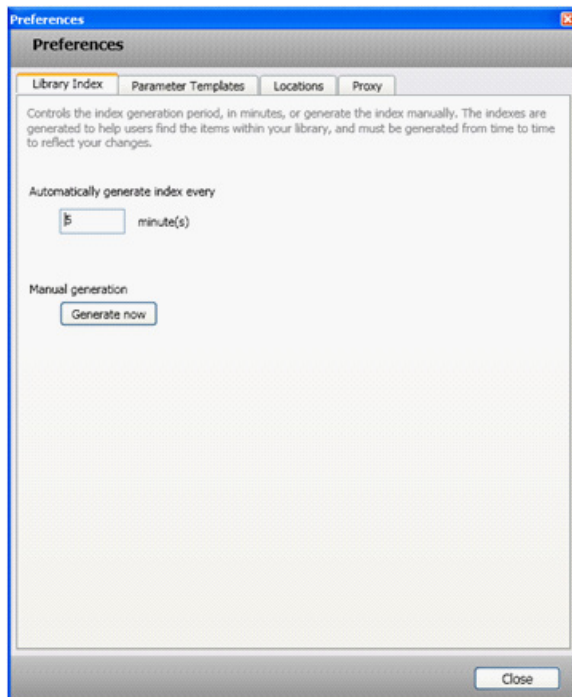 Preferences
Preferences
Library Index Parameter Templates Locations Proxy
Controls the index generation period, in minutes, or generate the index manually. The indexes are
generated to help users find the items within your library, and must be generated from time to time
to reflect your changes.
Automatically generate index every
5 minute(s)
Manual generation
Generate now
Close